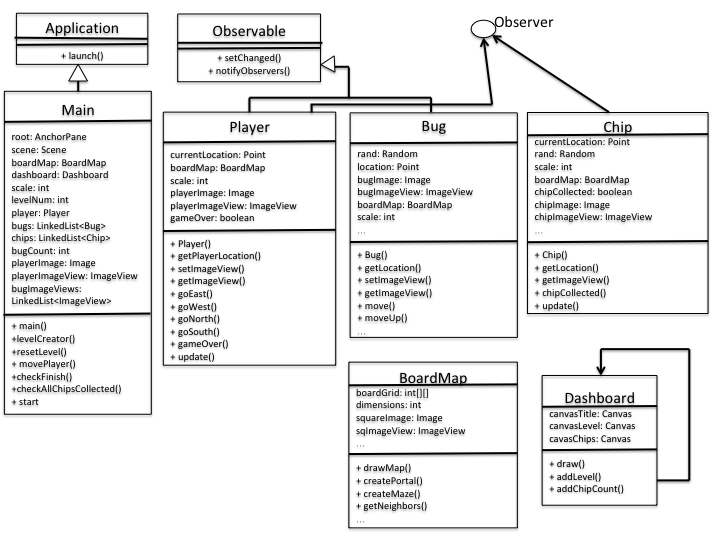 Application
+ launch()
Observable
+ setChanged()
+ notifyObservers()
Observer
Main
root: AnchorPane
scene: Scene
boardMap: BoardMap
dashboard: Dashboard
scale: int
levelNum: int
player: Player
bugs: LinkedList<Bug>
chips: LinkedList<Chip>
bugCount: int
playerImage: Image
playerImageView: ImageView
bugImageViews:
LinkedList<ImageView>
+ main()
+levelCreator()
+resetLevel()
+ movePlayer()
+checkFinish()
+checkAllChipsCollected()
+ start
Player
currentLocation: Point
boardMap: BoardMap
scale: int
playerImage: Image
playerImageView: ImageView
gameOver: boolean
+ Player()
+ getPlayerLocation()
+ setImageView()
+ getImageView()
+ goEast()
+ goWest()
+ goNorth()
+ goSouth()
+ gameOver()
+ update()
Bug
rand: Random
location: Point
bugImage: Image
bugImageView: ImageView
boardMap: BoardMap
scale: int
...
+ Bug()
+ getLocation()
+ setImageView()
+ getImageView()
+ move()
+ moveUp()
...
Chip
currentLocation: Point
rand: Random
scale: int
boardMap: BoardMap
chipCollected: boolean
chipImage: Image
chipImageView: ImageView
...
+ Chip()
+ getLocation()
+ getImageView()
+ chipCollected()
+ update()
BoardMap
boardGrid: int[][]
dimensions: int
squareImage: Image
sqImageView: ImageView
...
+ drawMap()
+ createPortal()
+ createMaze()
+ getNeighbors()
...
Dashboard
canvasTitle: Canvas
canvasLevel: Canvas
cavasChips: Canvas
+ draw()
+ addLevel()
+ addChipCount()